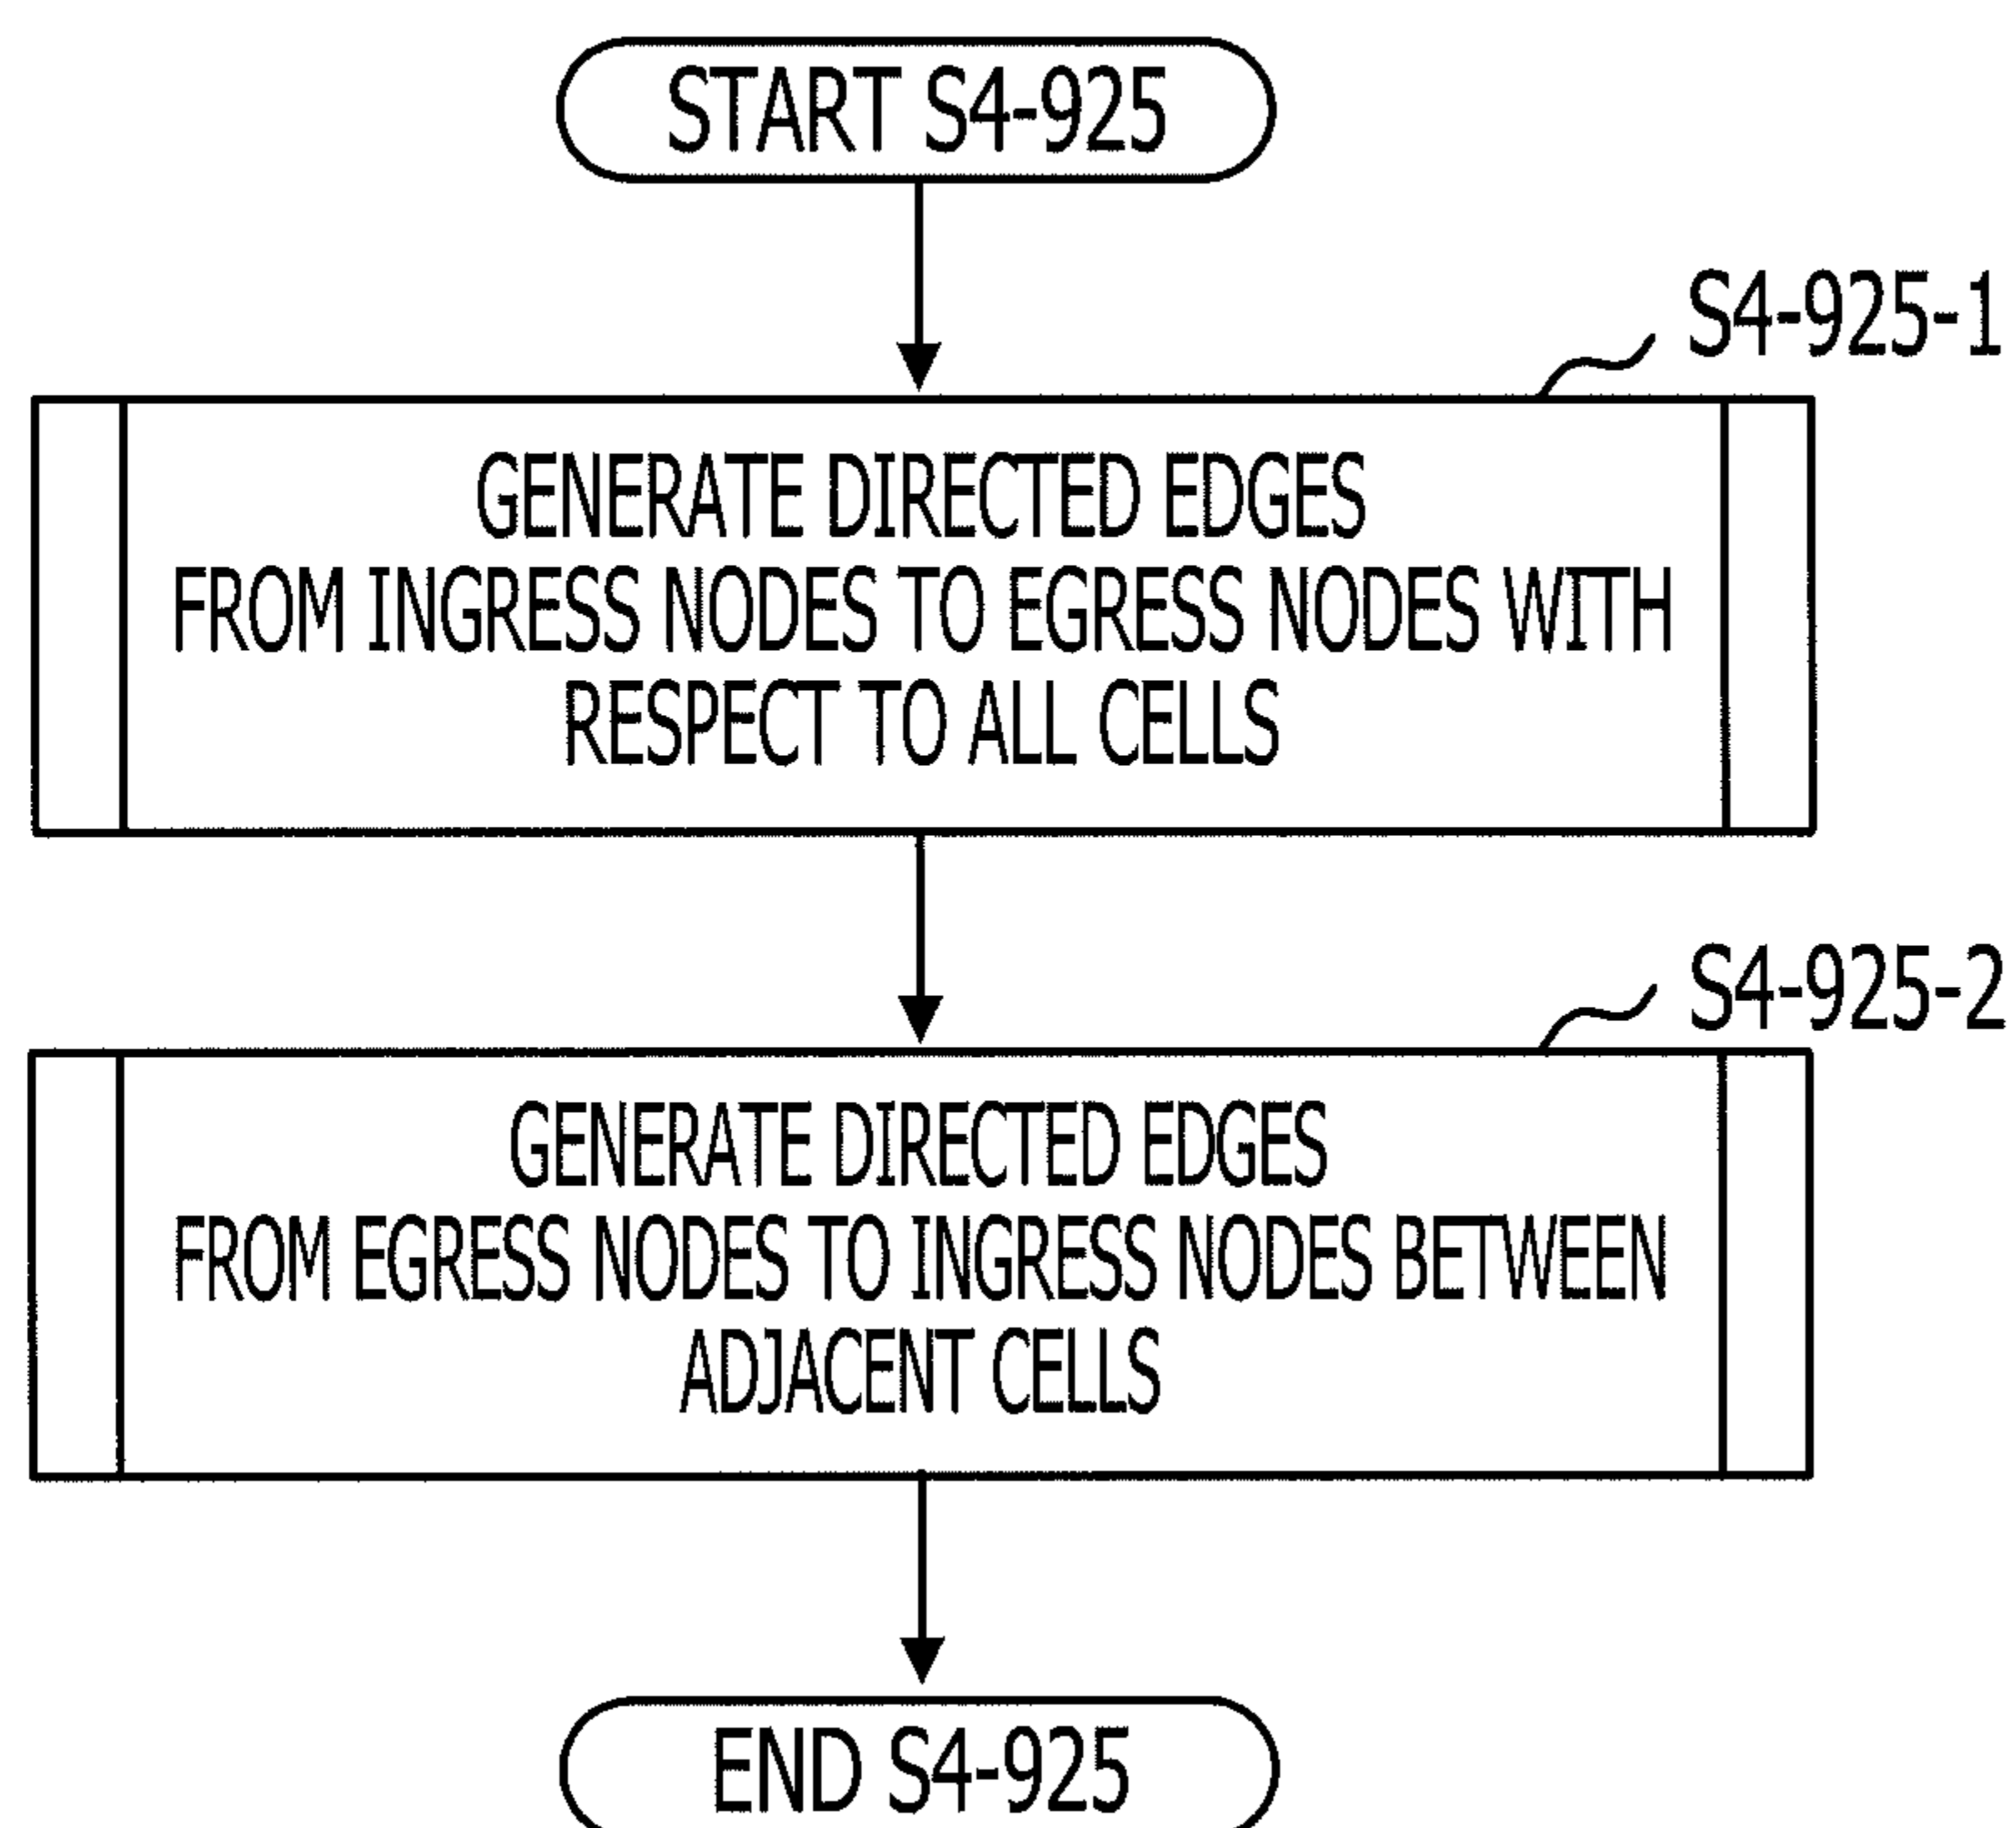 START S4-925
S4-925-1
GENERATE DIRECTED EDGES
FROM INGRESS NODES TO EGRESS NODES WITH
RESPECT TO ALL CELLS
S4-925-2
GENERATE DIRECTED EDGES
FROM EGRESS NODES TO INGRESS NODES BETWEEN
ADJACENT CELLS
END S4-925